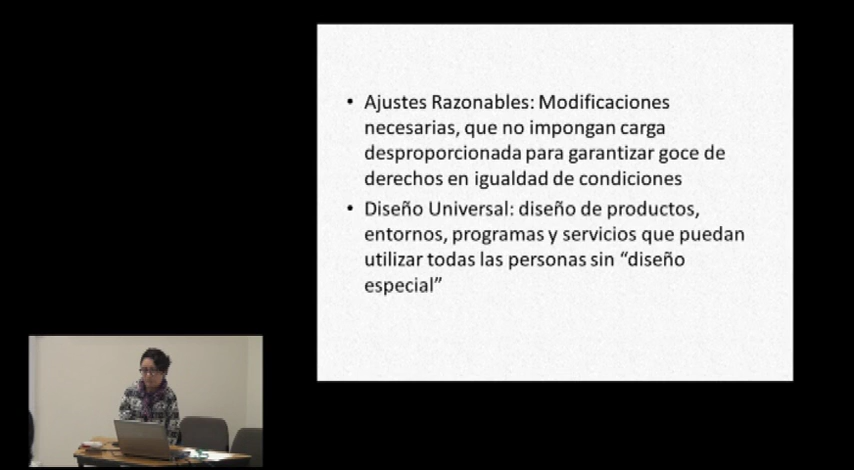 • Ajustes Razonables: Modificaciones
necesarias, que no impongan carga
desproporcionada para garantizar goce de
derechos en igualdad de condiciones
• Diseño Universal: diseño de productos,
entornos, programas y servicios que puedan
utilizar todas las personas sin “diseño
especial”